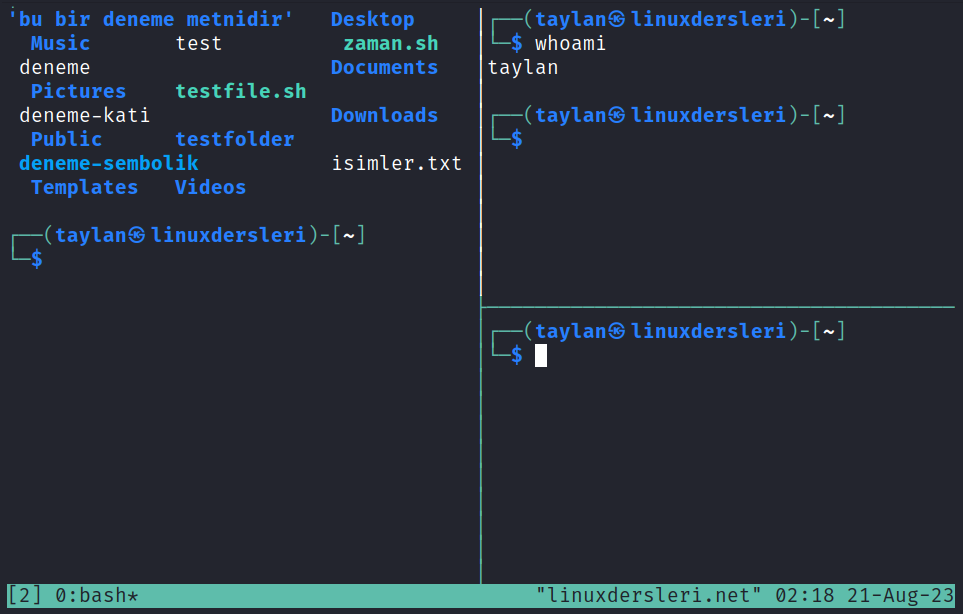 'bu bir deneme metnidir' Desktop
Music test zaman.sh
deneme Documents
Pictures testfile.sh
deneme-kati Downloads
Public testfolder
deneme-sembolik isimler.txt
Templates Videos
┌──(taylan㉿linuxdersleri)-[~]
└─$
┌──(taylan㉿linuxdersleri)-[~]
└─$ whoami
taylan
┌──(taylan㉿linuxdersleri)-[~]
└─$
┌──(taylan㉿linuxdersleri)-[~]
└─$
[2] 0:bash* "linuxdersleri.net" 02:18 21-Aug-23